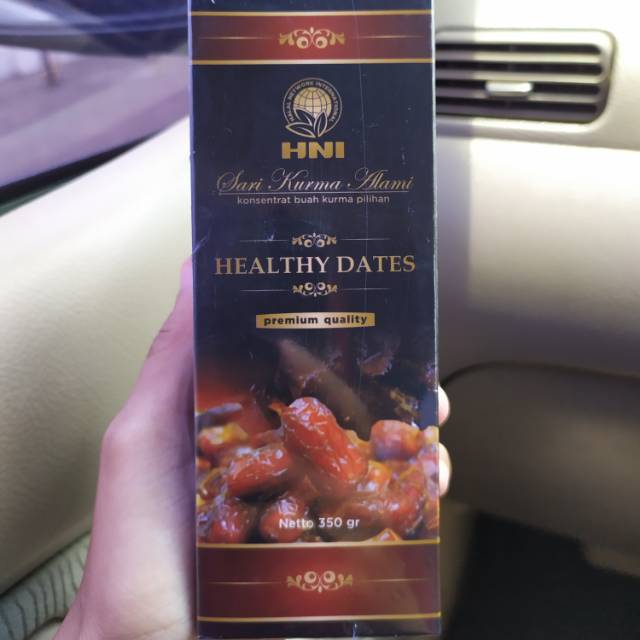 HNI
Sari Kurma Alami
konsentrat buah kurma pilihan
HEALTHY DATES
premium quality
Netto 350 gr